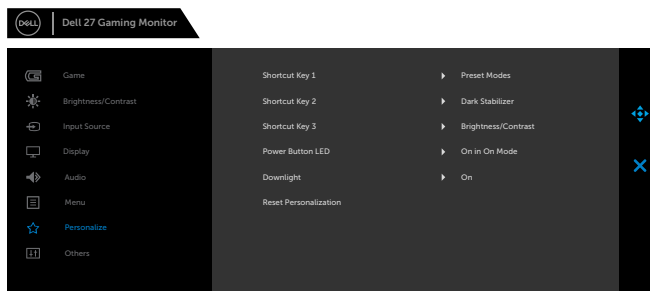 DELL
Dell 27 Gaming Monitor
Game
Shortcut Key 1 Preset Modes
Brightness/Contrast
Shortcut Key 2 Dark Stabilizer
Input Source
Shortcut Key 3 Brightness/Contrast
Display
Power Button LED On in On Mode
Audio
Downlight On
Menu
Reset Personalization
Personalize
Others